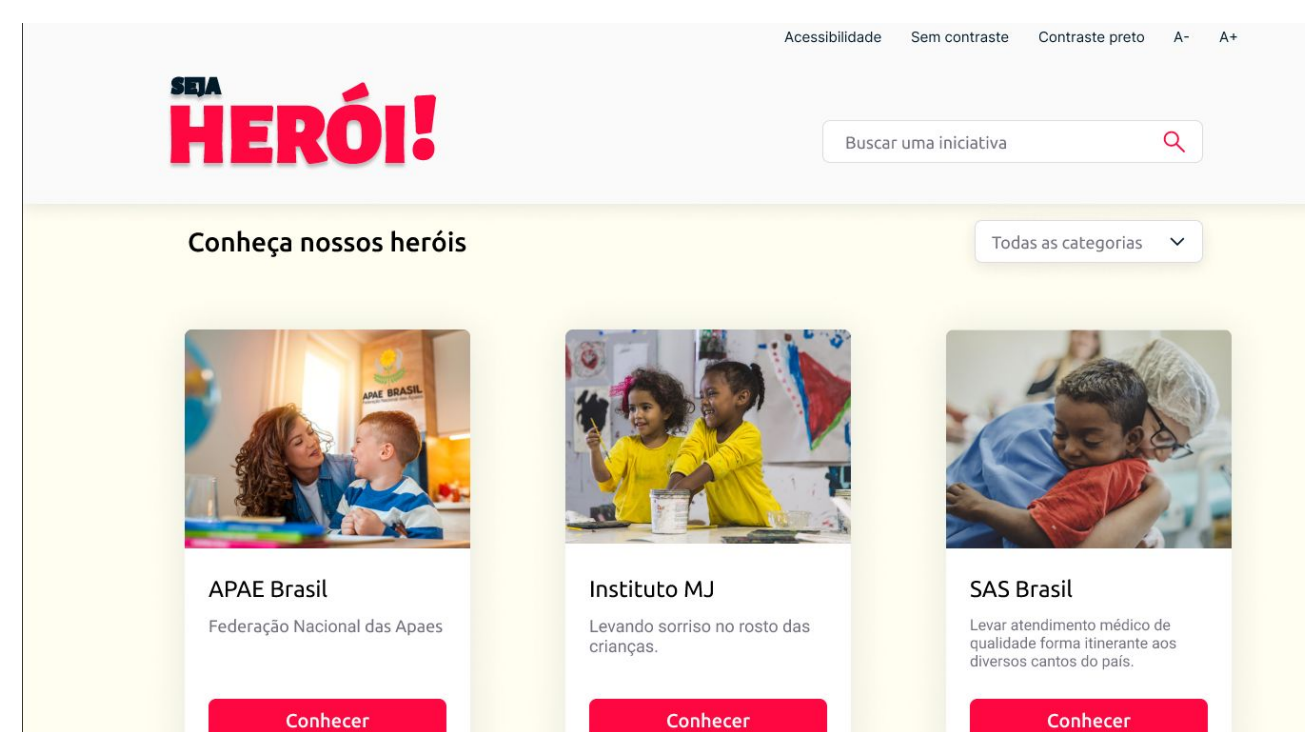 Acessibilidade Sem contraste Contraste preto A- A+
SEJA
HERÓI!
Buscar uma iniciativa
Conheça nossos heróis
Todas as categorias
APAE BRASIL
APAE Brasil
Federação Nacional das Apaes
Conhecer
Instituto MJ
Levando sorriso no rosto das
crianças.
Conhecer
SAS Brasil
Levar atendimento médico de
qualidade forma itinerante aos
diversos cantos do país.
Conhecer